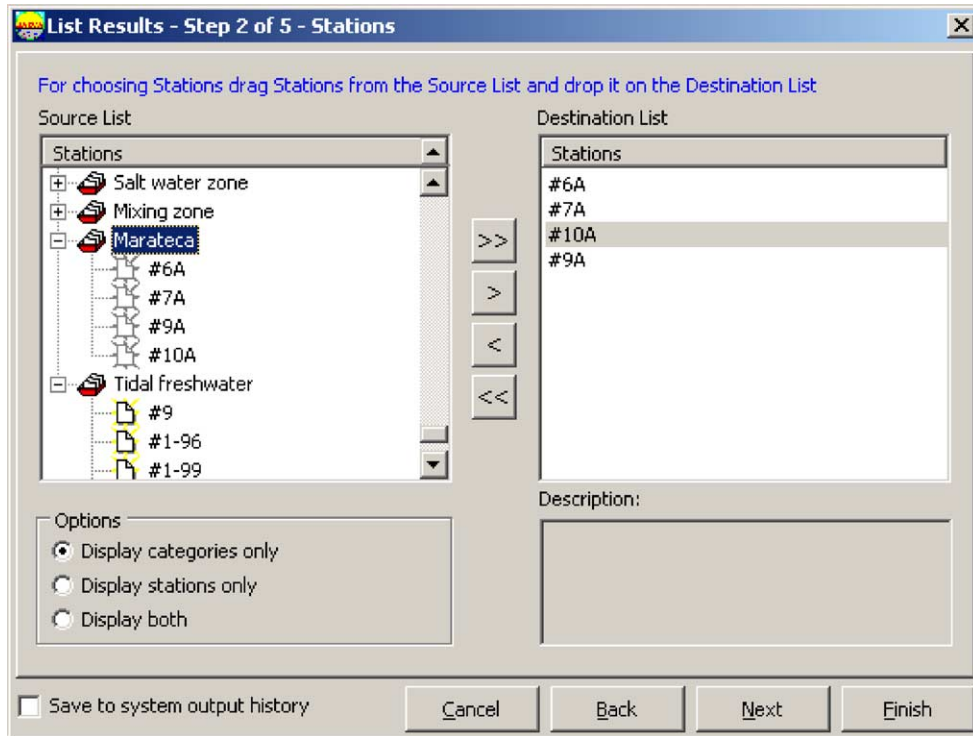 List Results - Step 2 of 5 - Stations
For choosing Stations drag Stations from the Source List and drop it on the Destination List
Source List
Stations
Salt water zone
Mixing zone
Marateca
#6A
#7A
#9A
#10A
Tidal freshwater
#9
#1-96
#1-99
>>
>
<
<<
Destination List
Stations
#6A
#7A
#10A
#9A
Options
Display categories only
Display stations only
Display both
Description:
Save to system output history
Cancel
Back
Next
Finish